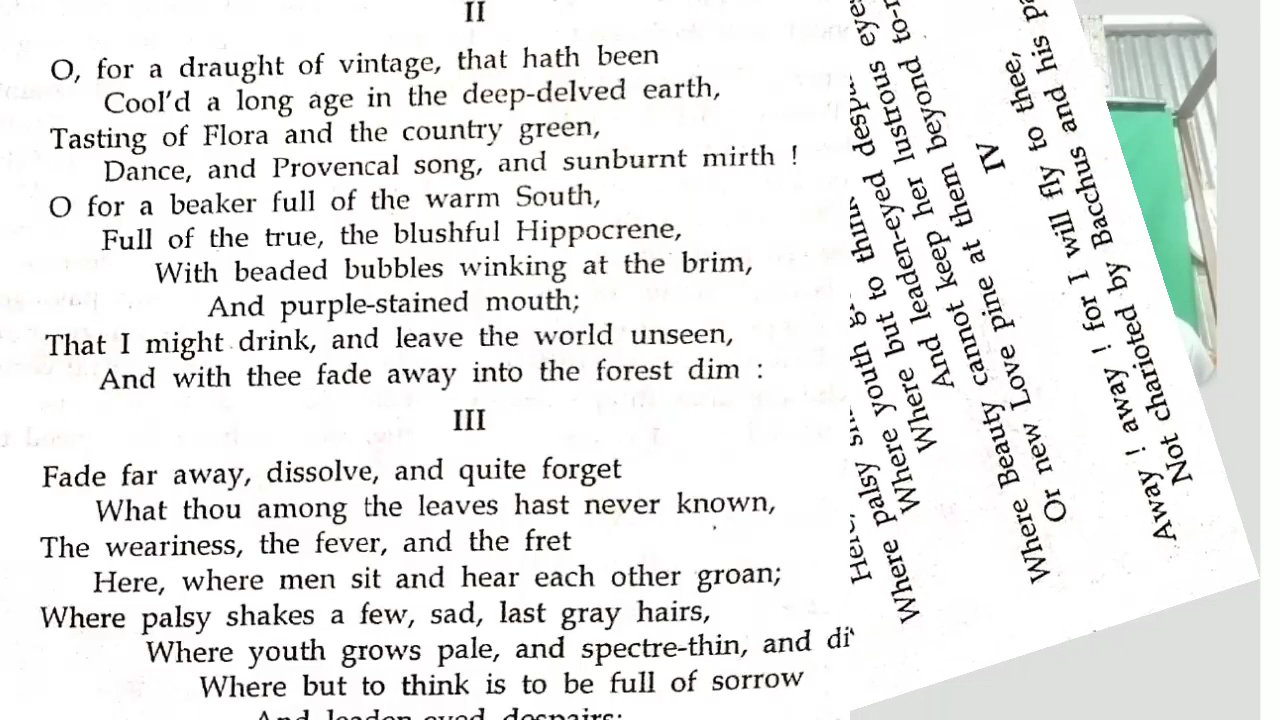 II
O, for a draught of vintage, that hath been
Cool'd a long age in the deep-delved earth,
Tasting of Flora and the country green,
Dance, and Provencal song, and sunburnt mirth !
O for a beaker full of the warm South,
Full of the true, the blushful Hippocrene,
With beaded bubbles winking at the brim,
And purple-stained mouth;
That I might drink, and leave the world unseen,
And with thee fade away into the forest dim :
III
Fade far away, dissolve, and quite forget
What thou among the leaves hast never known,
The weariness, the fever, and the fret
Here, where men sit and hear each other groan;
Where palsy shakes a few, sad, last gray hairs,
Where youth grows pale, and spectre-thin, and
Where but to think is to be full of sorrow
And leaden-eyed despairs;
Where palsy
Where youth
Where but to think
And leaden-eyed
Where Beauty cannot keep her lustrous
Or new Love pine at them beyond
IV
Away ! away ! for I will fly to thee,
Not charioted by Bacchus and his